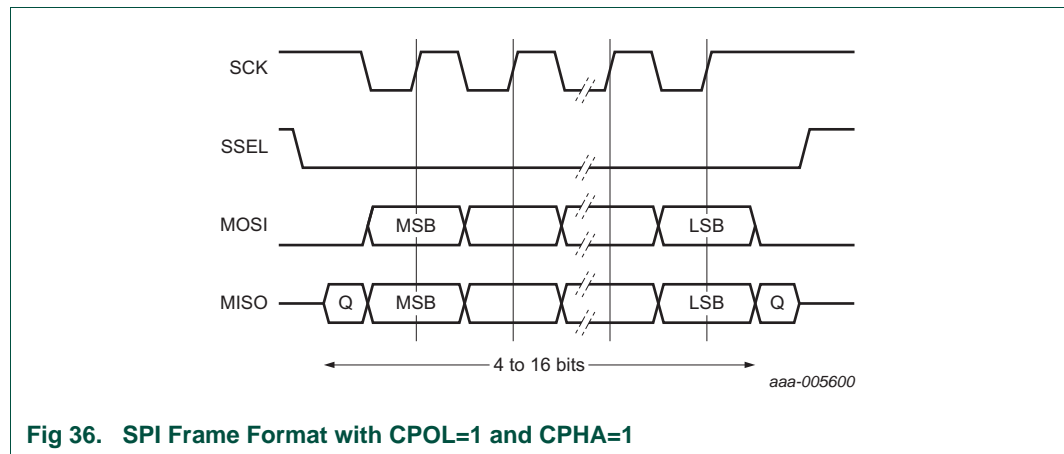 SCK
SSEL
MOSI
MSB
LSB
MISO
Q
MSB
LSB
Q
4 to 16 bits
aaa-005600
Fig 36. SPI Frame Format with CPOL=1 and CPHA=1